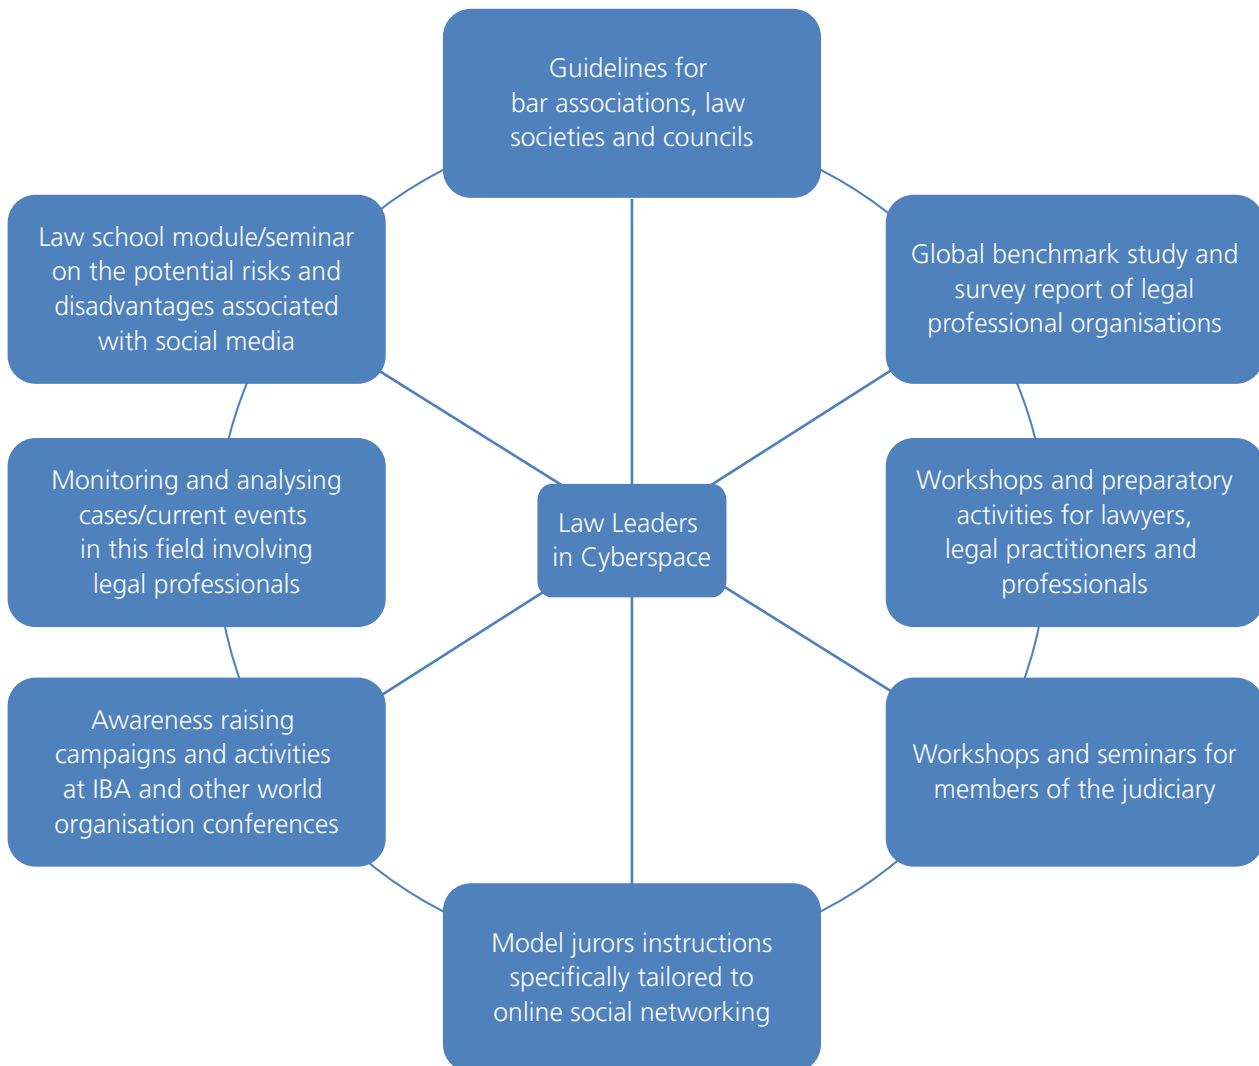 Guidelines for
bar associations, law
societies and councils
Law school module/seminar
on the potential risks and
disadvantages associated
with social media
Global benchmark study and
survey report of legal
professional organisations
Monitoring and analysing
cases/current events
in this field involving
legal professionals
Law Leaders
in Cyberspace
Workshops and preparatory
activities for lawyers,
legal practitioners and
professionals
Awareness raising
campaigns and activities
at IBA and other world
organisation conferences
Workshops and seminars for
members of the judiciary
Model jurors instructions
specifically tailored to
online social networking